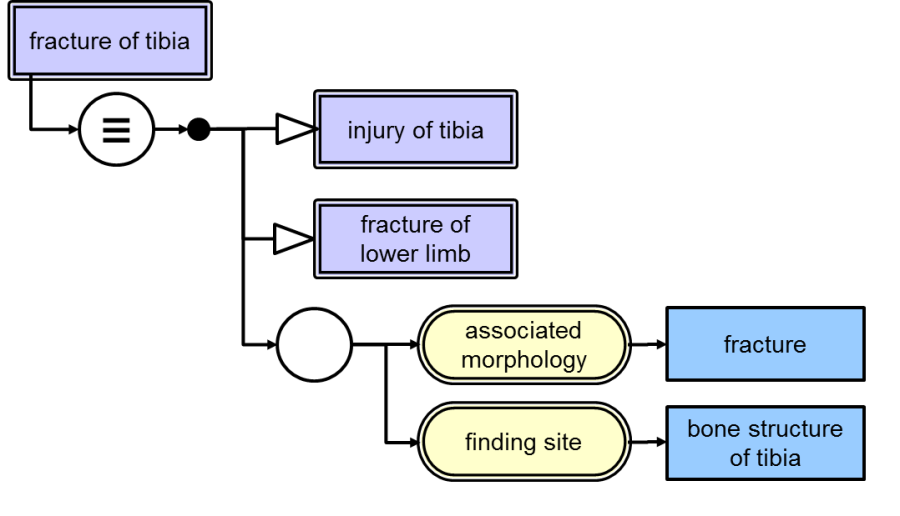 fracture of tibia
injury of tibia
fracture of
lower limb
associated
morphology
fracture
finding site
bone structure
of tibia